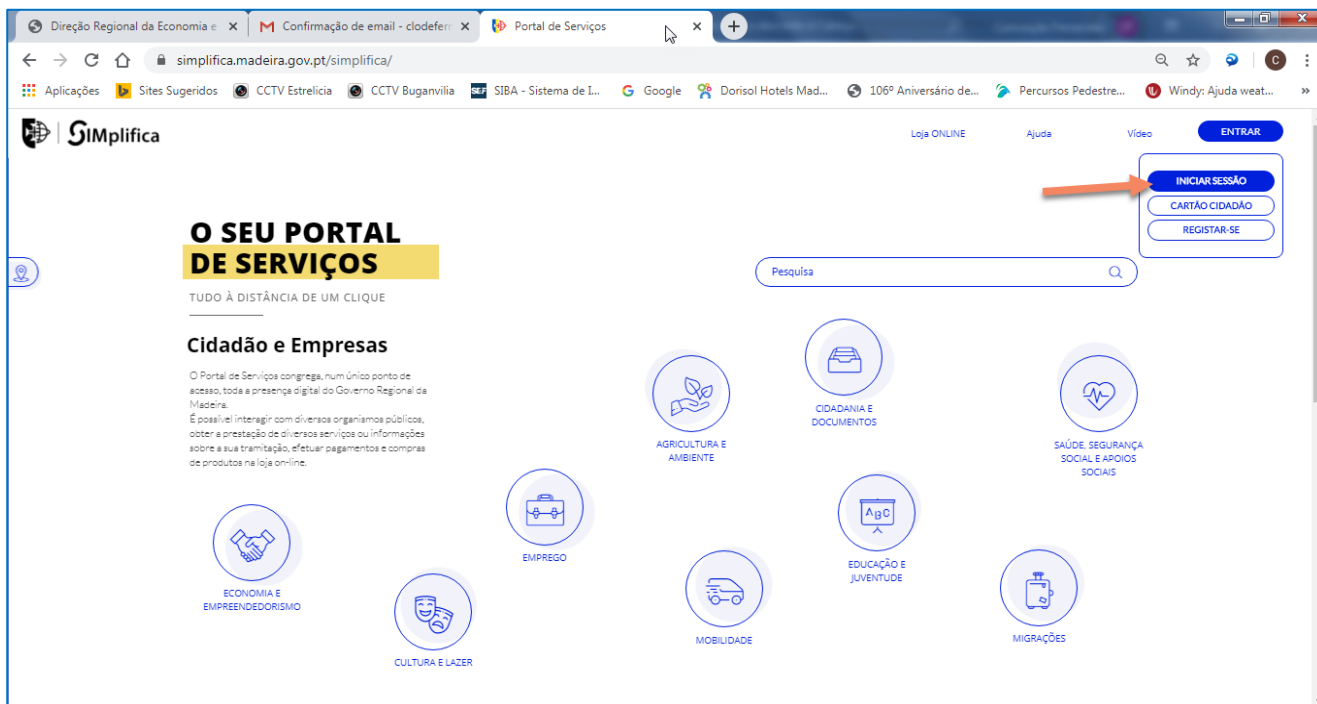 Direção Regional da Economia e
Confirmação de email - clodeferr
Portal de Serviços
simplifica.madeira.gov.pt/simplifica/
C
Aplicações
Sites Sugeridos
CCTV Estrelicia
CCTV Buganvilia
SEF
SIBA - Sistema de I...
Google
Dorisol Hotels Mad...
106º Aniversário de...
Percursos Pedestre...
Windy: Ajuda weat...
SIMplifica
Loja ONLINE
Ajuda
Vídeo
ENTRAR
INICIAR SESSÃO
CARTÃO CIDADÃO
REGISTAR-SE
O SEU PORTAL
DE SERVIÇOS
TUDO À DISTÂNCIA DE UM CLIQUE
Pesquisa
Cidadão e Empresas
O Portal de Serviços congrega, num único ponto de
acesso, toda a presença digital do Governo Regional da
Madeira.
É possível interagir com diversos organismos públicos,
obter a prestação de diversos serviços ou informações
sobre a sua tramitação, efetuar pagamentos e compras
de produtos na loja on-line.
CIDADANIA E
DOCUMENTOS
AGRICULTURA E
AMBIENTE
SAÚDE, SEGURANÇA
SOCIAL E APOIOS
SOCIAIS
EMPREGO
ABC
EDUCAÇÃO E
JUVENTUDE
ECONOMIA E
EMPREENDEDORISMO
MOBILIDADE
MIGRAÇÕES
CULTURA E LAZER